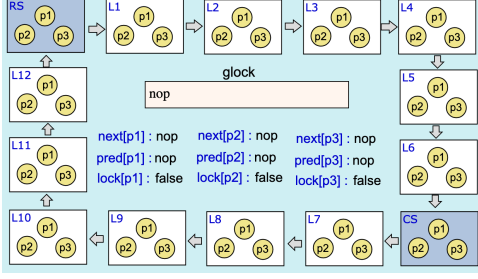 RS
p1
p2 p3
L1
p1
p2 p3
L2
p1
p2 p3
L3
p1
p2 p3
L4
p1
p2 p3
L12
p1
p2 p3
glock
nop
L5
p1
p2 p3
L11
p1
p2 p3
next[p1] : nop
pred[p1] : nop
lock[p1] : false
next[p2] : nop
pred[p2] : nop
lock[p2] : false
next[p3] : nop
pred[p3] : nop
lock[p3] : false
L6
p1
p2 p3
L10
p1
p2 p3
L9
p1
p2 p3
L8
p1
p2 p3
L7
p1
p2 p3
CS
p1
p2 p3